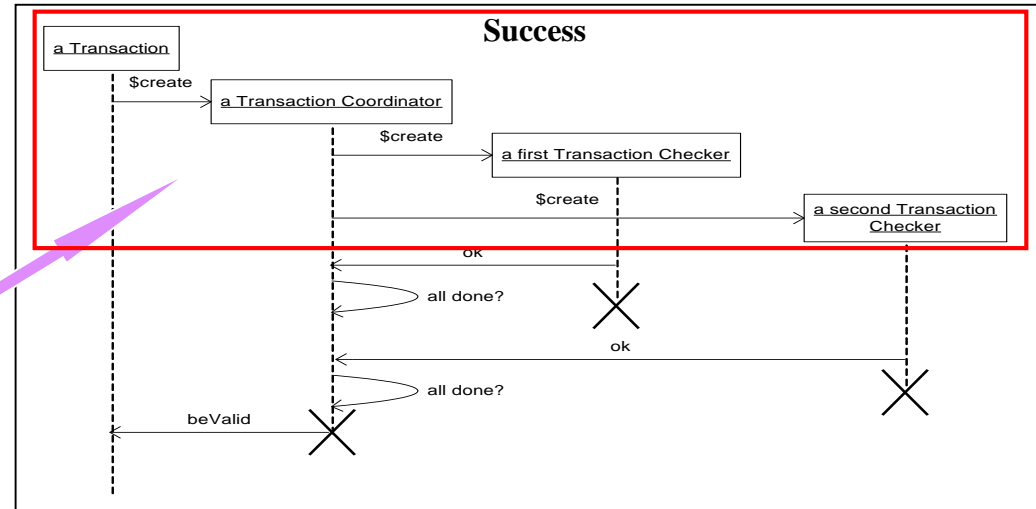 Success
a Transaction
$create
a Transaction Coordinator
$create
a first Transaction Checker
$create
a second Transaction
Checker
ok
all done?
ok
all done?
beValid